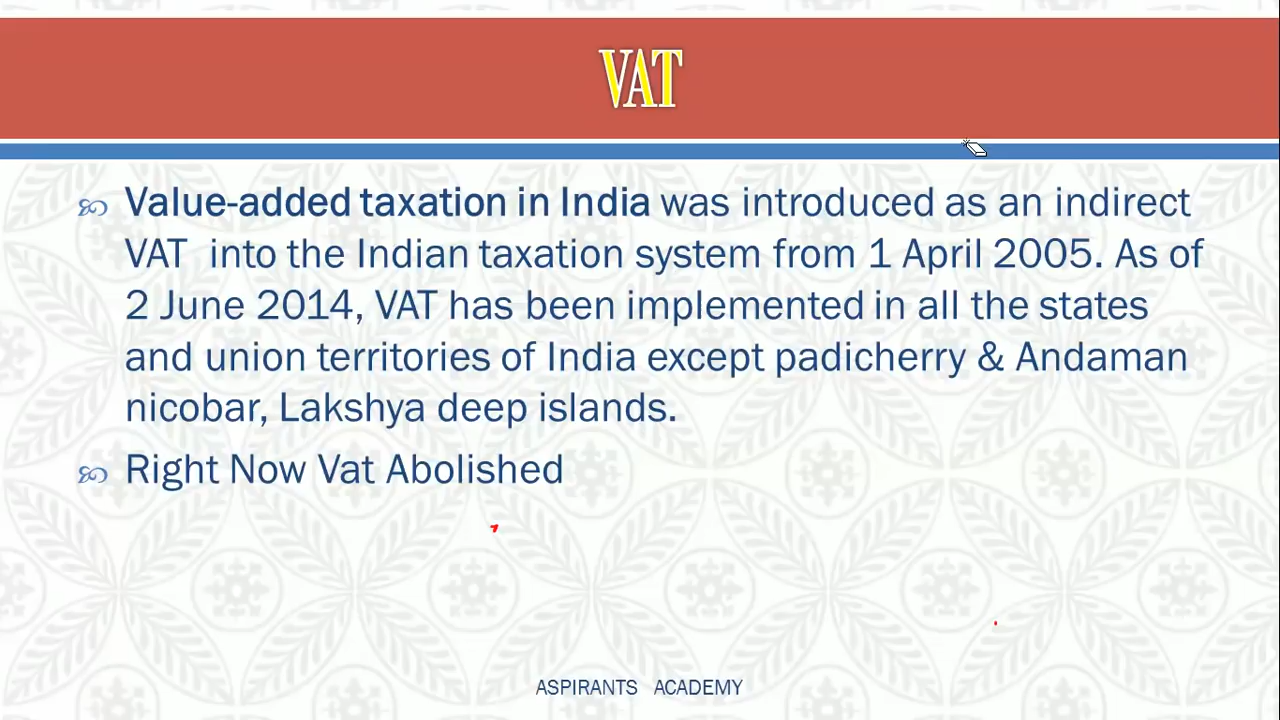 VAT
Value-added taxation in India was introduced as an indirect
VAT into the Indian taxation system from 1 April 2005. As of
2 June 2014, VAT has been implemented in all the states
and union territories of India except padicherry & Andaman
nicobar, Lakshya deep islands.
Right Now Vat Abolished
ASPIRANTS ACADEMY